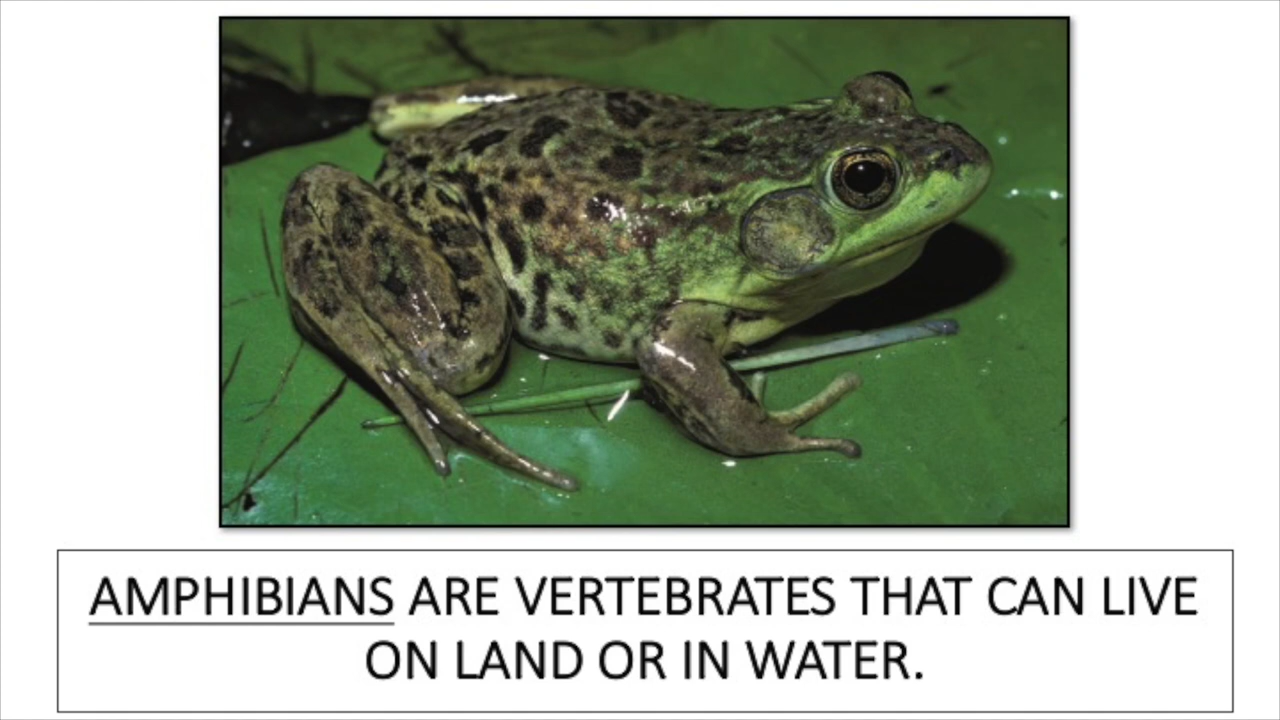 AMPHIBIANS ARE VERTEBRATES THAT CAN LIVE
ON LAND OR IN WATER.